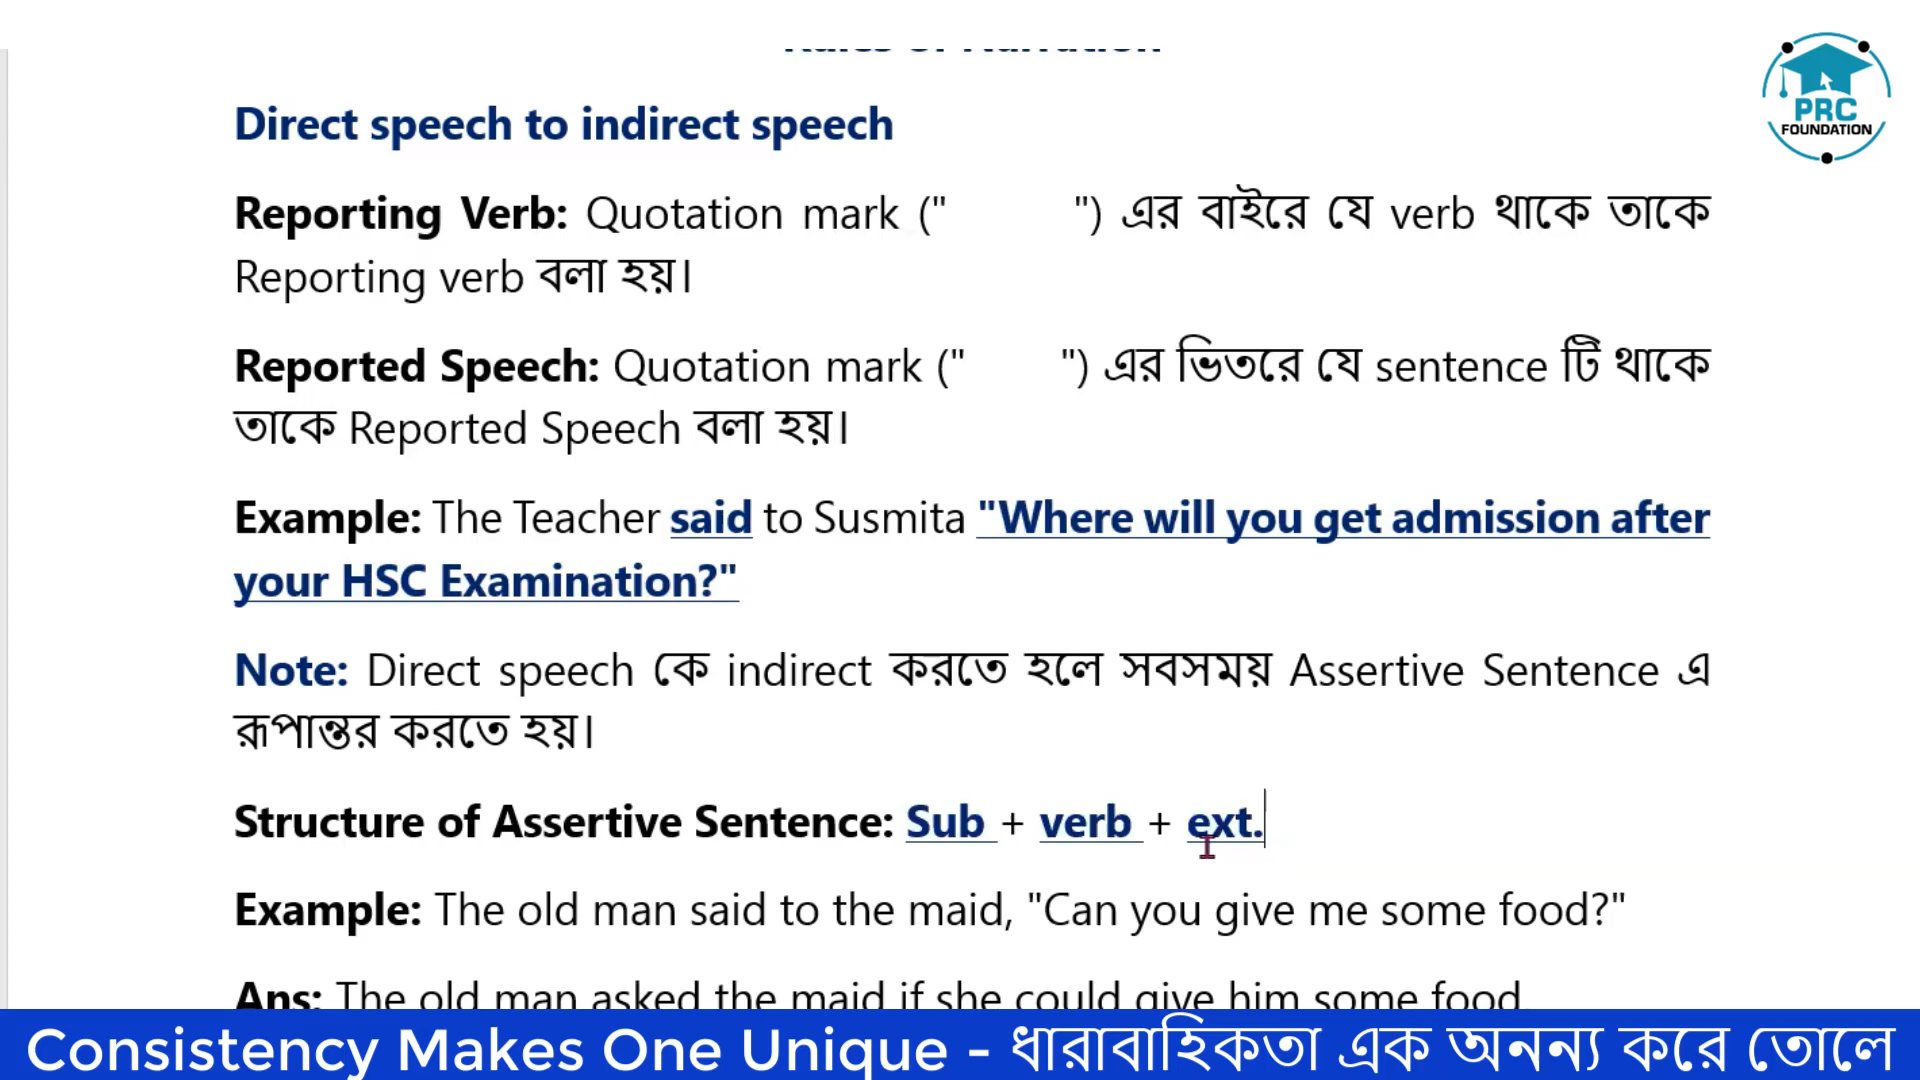 Rules of Narration
Direct speech to indirect speech
PRC
FOUNDATION
Reporting Verb: Quotation mark (" ") এর বাইরে যে verb থাকে তাকে
Reporting verb বলা হয়।
Reported Speech: Quotation mark (" ") এর ভিতরে যে sentence টি থাকে
তাকে Reported Speech বলা হয়।
Example: The Teacher said to Susmita "Where will you get admission after
your HSC Examination?"
Note: Direct speech কে indirect করতে হলে সবসময় Assertive Sentence এ
রূপান্তর করতে হয়।
Structure of Assertive Sentence: Sub + verb + ext.
Example: The old man said to the maid, "Can you give me some food?"
Ans: The old man asked the maid if she could give him some food.
Consistency Makes One Unique - ধারাবাহিকতা এক অনন্য করে তোলে